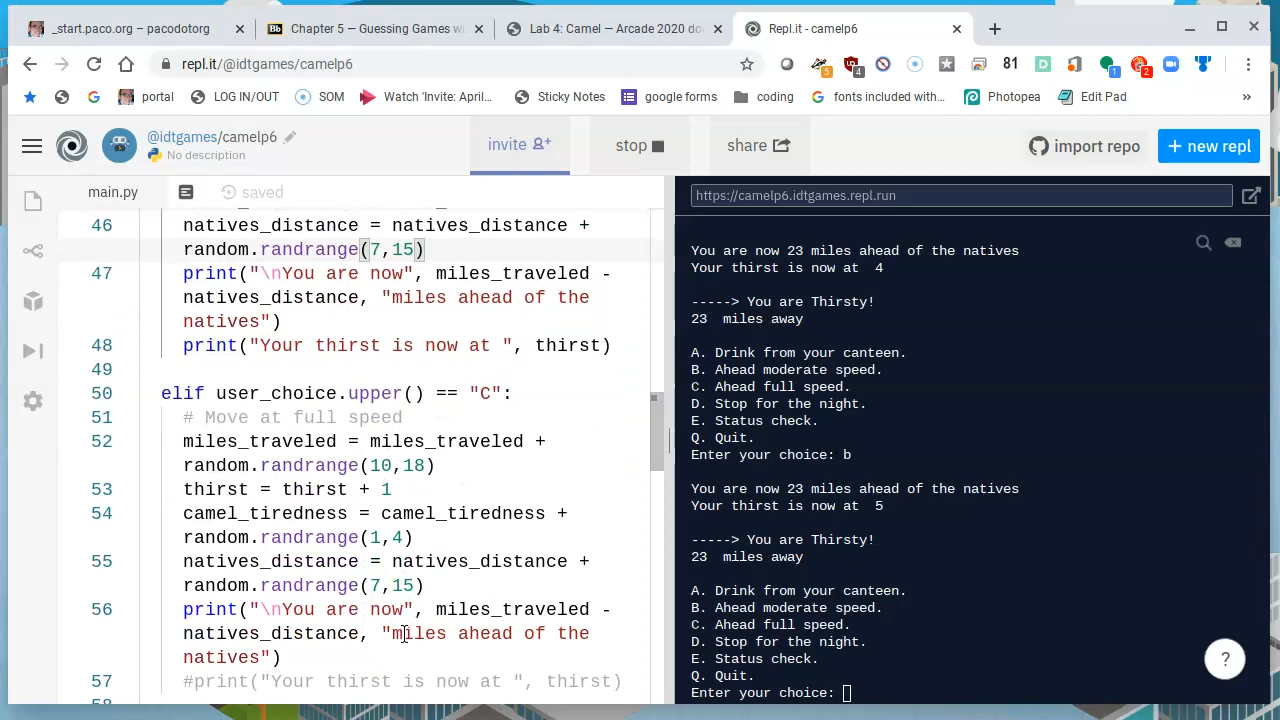 _start.paco.org – pacodotorg
Chapter 5 — Guessing Games wi
Lab 4: Camel — Arcade 2020 do
Repl.it - camelp6
repl.it/@idtgames/camelp6
5
4
81
1
2
portal
LOG IN/OUT
SOM
Watch 'Invite: April...
Sticky Notes
google forms
coding
fonts included with...
Photopea
Edit Pad
»
@idtgames/camelp6
No description
invite
stop
share
import repo
+ new repl
main.py
saved
46 natives_distance = natives_distance +
random.randrange(7,15)
47 print("\nYou are now", miles_traveled -
natives_distance, "miles ahead of the
natives")
48 print("Your thirst is now at ", thirst)
49
50 elif user_choice.upper() == "C":
51 # Move at full speed
52 miles_traveled = miles_traveled +
random.randrange(10,18)
53 thirst = thirst + 1
54 camel_tiredness = camel_tiredness +
random.randrange(1,4)
55 natives_distance = natives_distance +
random.randrange(7,15)
56 print("\nYou are now", miles_traveled -
natives_distance, "miles ahead of the
natives")
57 #print("Your thirst is now at ", thirst)
https://camelp6.idtgames.repl.run
You are now 23 miles ahead of the natives
Your thirst is now at  4
-----> You are Thirsty!
23  miles away
A. Drink from your canteen.
B. Ahead moderate speed.
C. Ahead full speed.
D. Stop for the night.
E. Status check.
Q. Quit.
Enter your choice: b
You are now 23 miles ahead of the natives
Your thirst is now at  5
-----> You are Thirsty!
23  miles away
A. Drink from your canteen.
B. Ahead moderate speed.
C. Ahead full speed.
D. Stop for the night.
E. Status check.
Q. Quit.
Enter your choice:
?